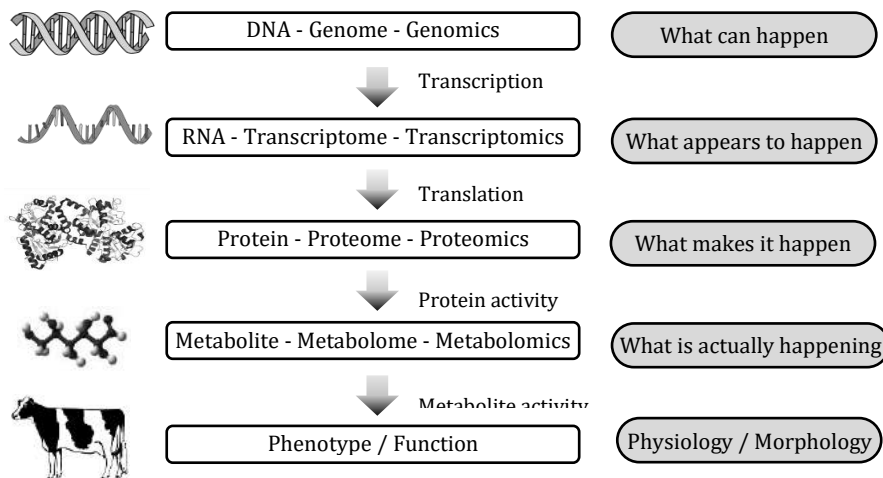 DNA - Genome - Genomics
What can happen
Transcription
RNA - Transcriptome - Transcriptomics
What appears to happen
Translation
Protein - Proteome - Proteomics
What makes it happen
Protein activity
Metabolite - Metabolome - Metabolomics
What is actually happening
Metabolite activity
Phenotype / Function
Physiology / Morphology